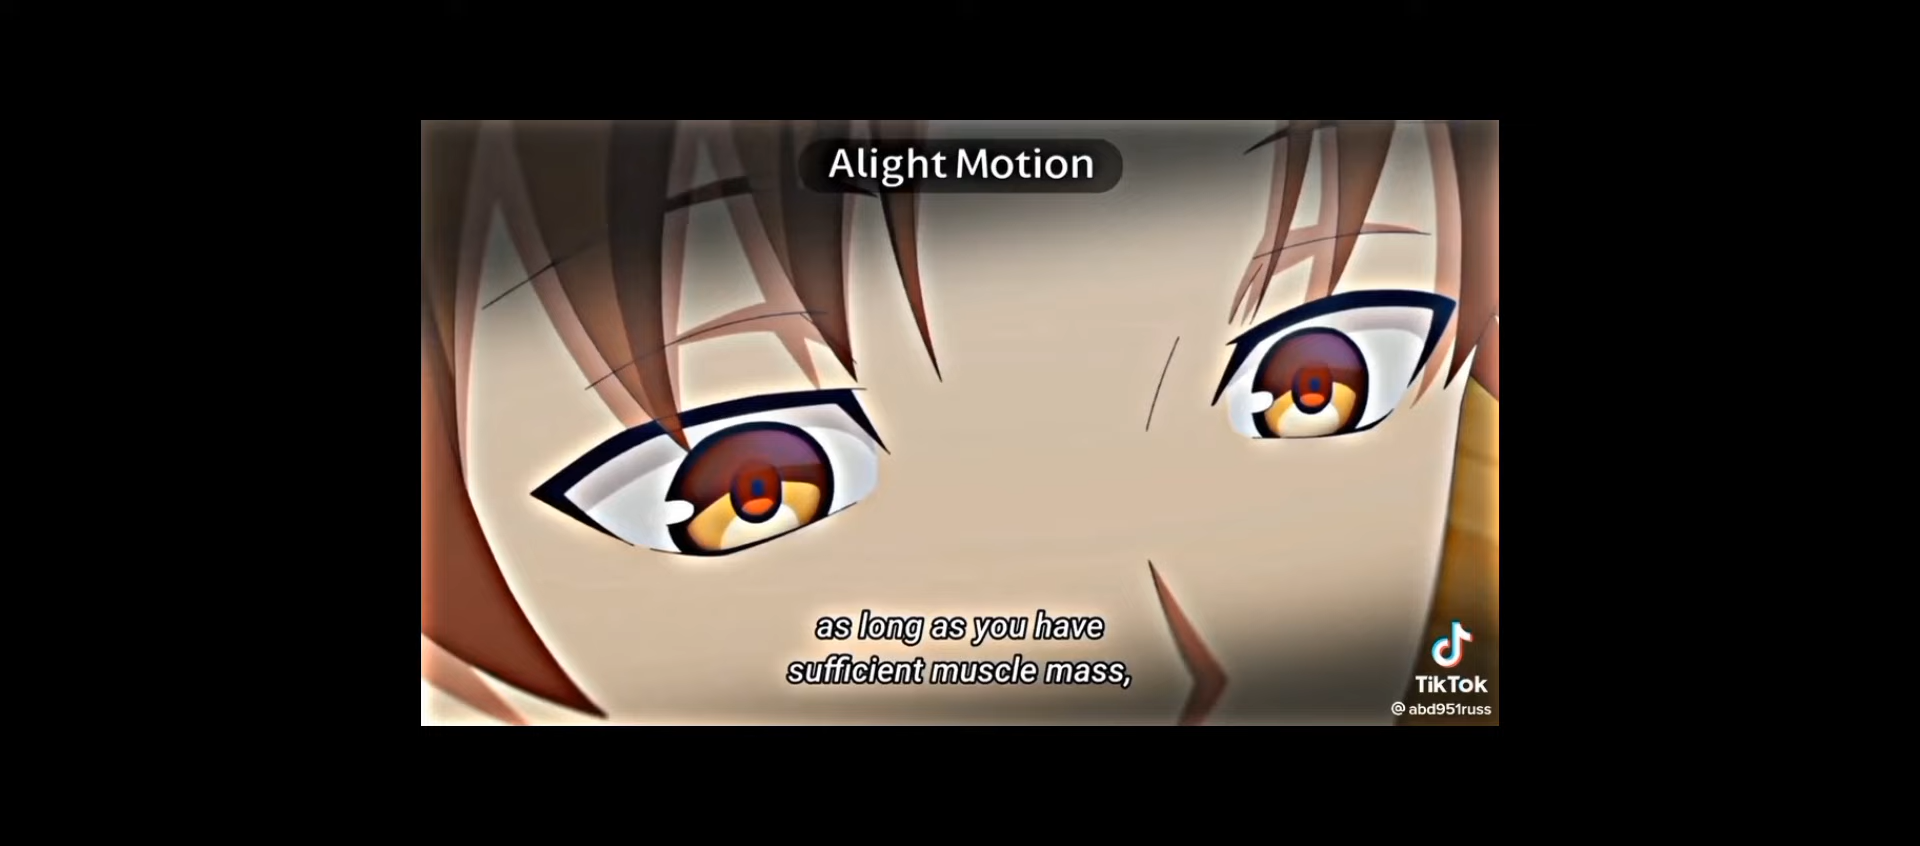 Alight Motion
as long as you have
sufficient muscle mass,
TikTok
@abd951russ